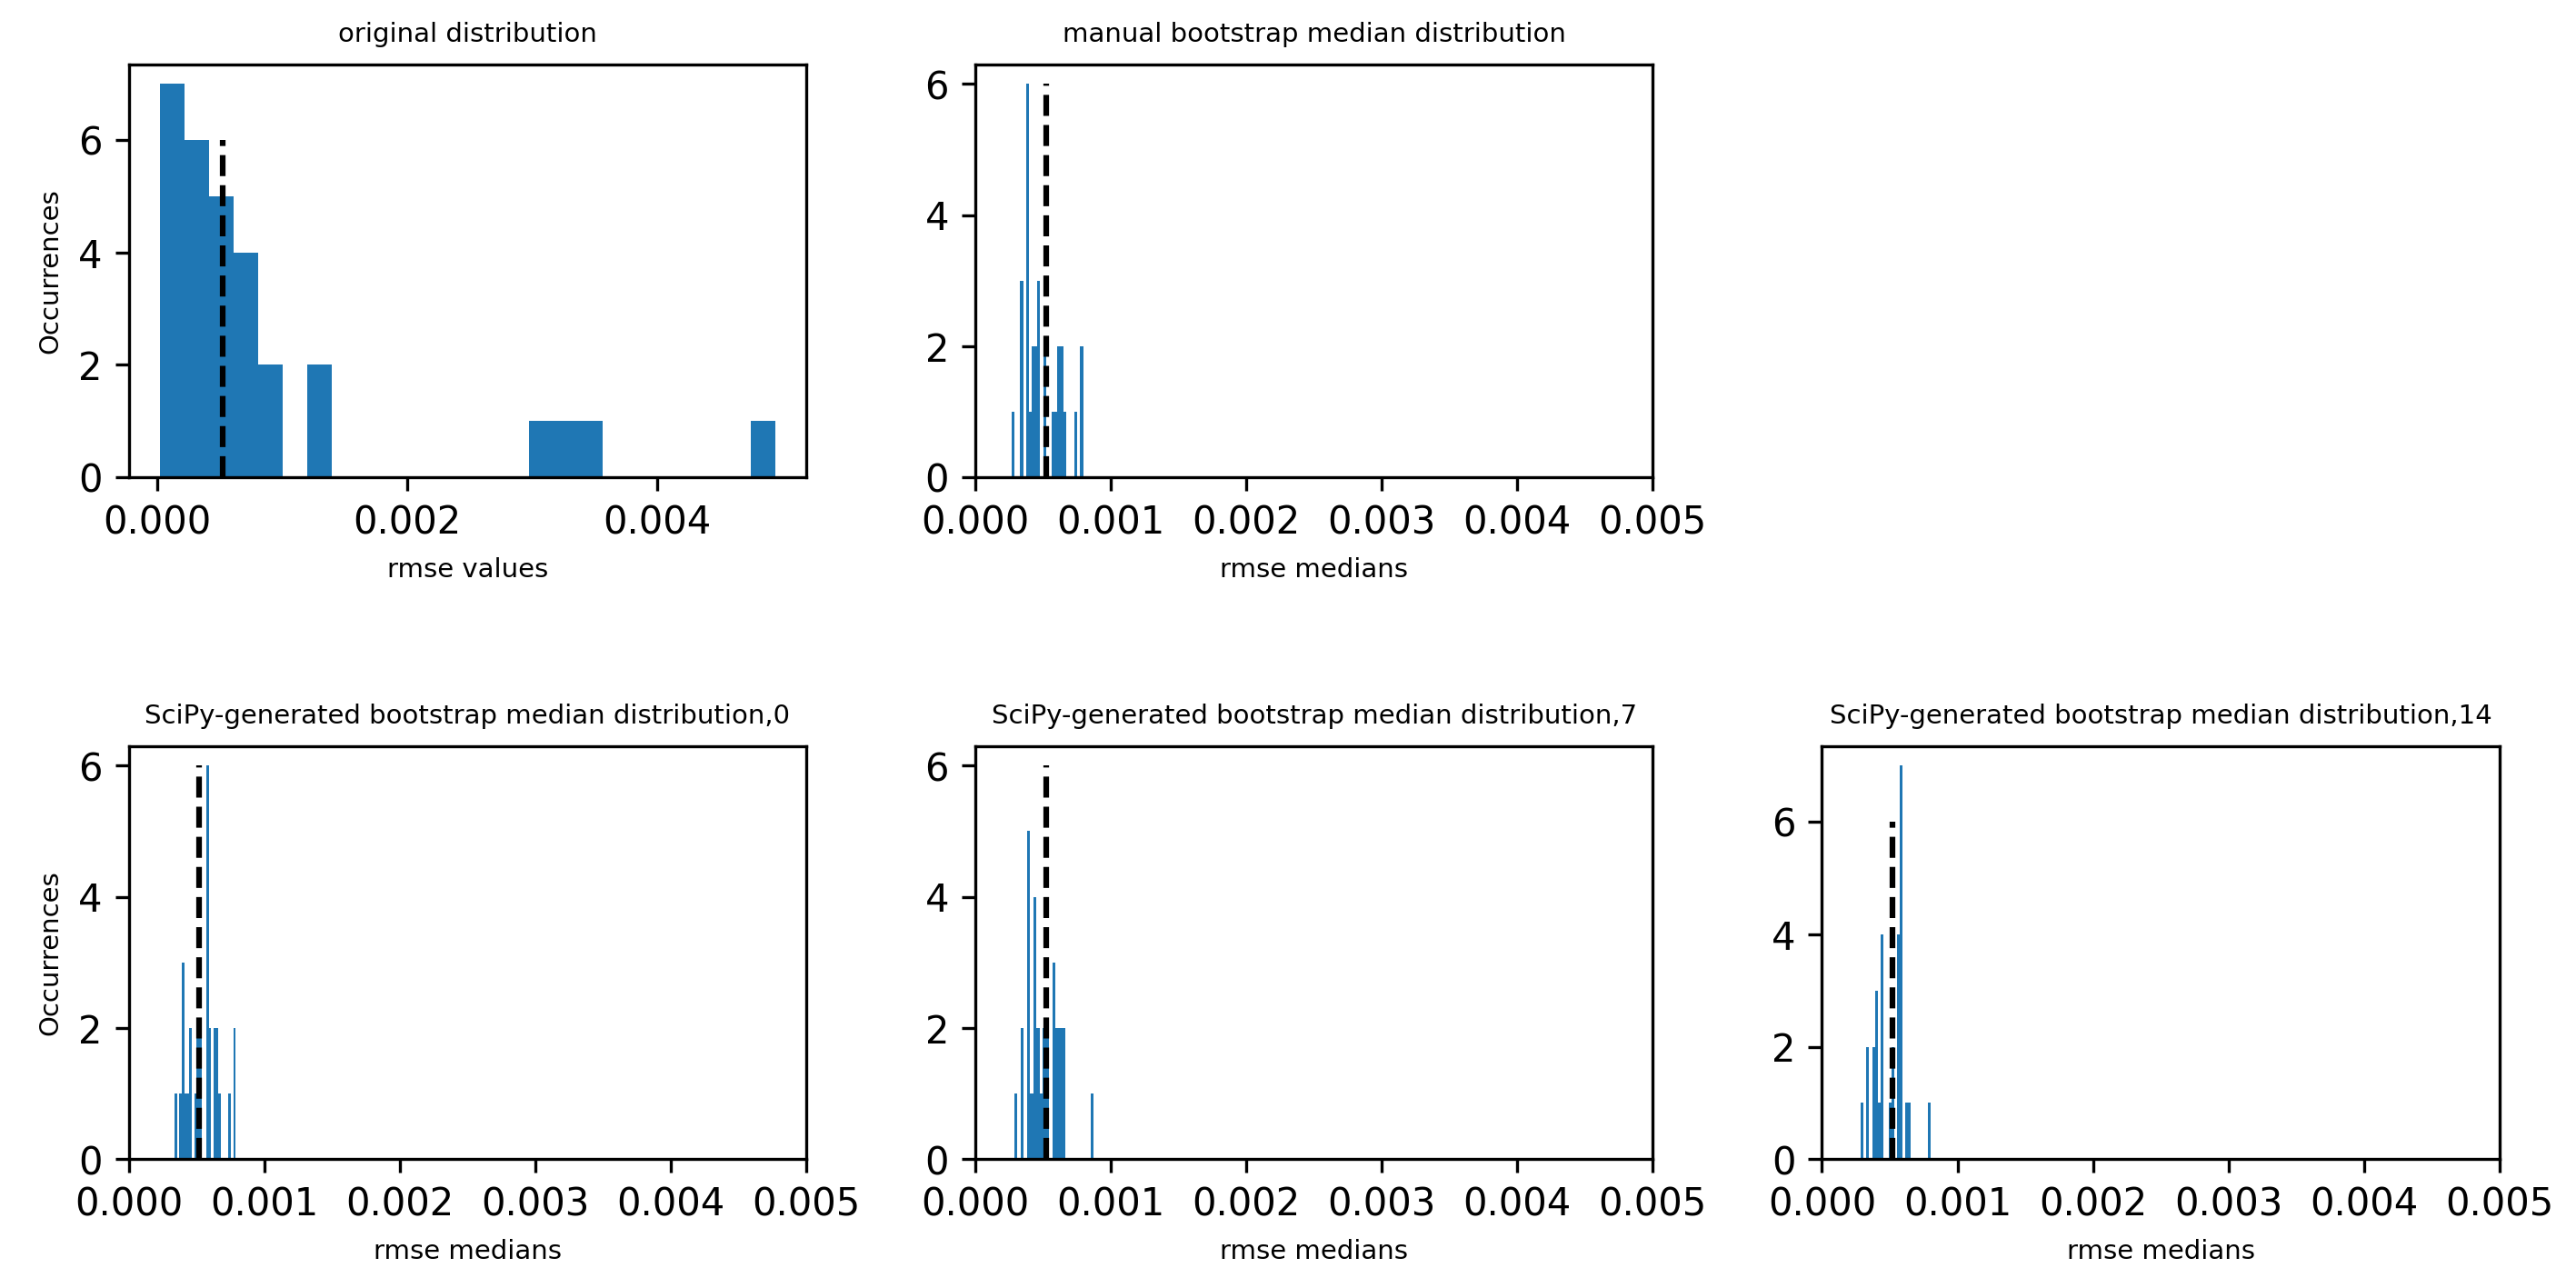 original distribution
manual bootstrap median distribution
Occurrences
6
4
2
0
0.000 0.002 0.004
rmse values
6
4
2
0
0.000 0.001 0.002 0.003 0.004 0.005
rmse medians
SciPy-generated bootstrap median distribution,0
SciPy-generated bootstrap median distribution,7
SciPy-generated bootstrap median distribution,14
Occurrences
6
4
2
0
0.000 0.001 0.002 0.003 0.004 0.005
rmse medians
6
4
2
0
0.000 0.001 0.002 0.003 0.004 0.005
rmse medians
6
4
2
0
0.000 0.001 0.002 0.003 0.004 0.005
rmse medians